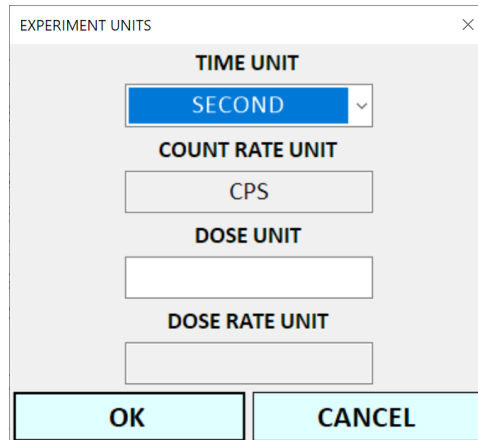 EXPERIMENT UNITS
TIME UNIT
SECOND
COUNT RATE UNIT
CPS
DOSE UNIT
DOSE RATE UNIT
OK CANCEL